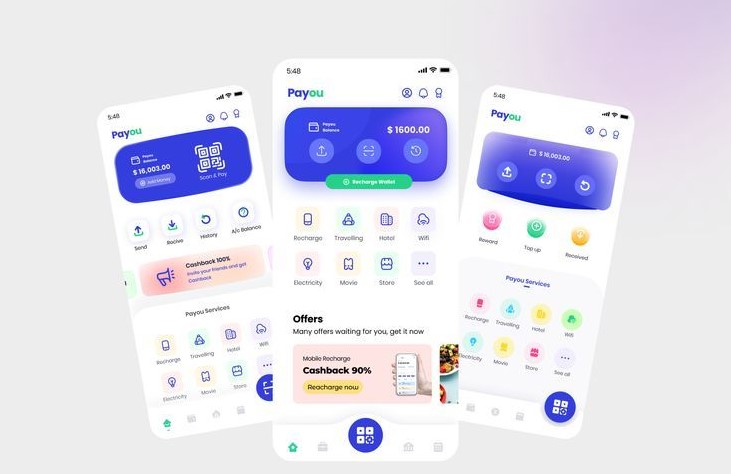 5:48
Payou
Payou
Balance
$ 16,003.00
Add Money
Scan & Pay
Send
Recive
History
A/c Balance
Cashback 100%
Invite your friends and get
Cashback
Payou Services
Recharge
Travelling
Hotel
Wifi
Electricity
Movie
Store
5:48
Payou
Payou
Balance
$ 1600.00
Recharge Wallet
Recharge
Travelling
Hotal
Wifi
Electricity
Movie
Store
See all
Offers
Many offers waiting for you, get it now
Mobile Recharge
Cashback 90%
Reacharge now
5:48
Payou
$ 16,003.00
Reward
Top up
Received
Payou Services
Recharge
Travelling
Hotel
Wifi
lectricity
Movie
Store
See all